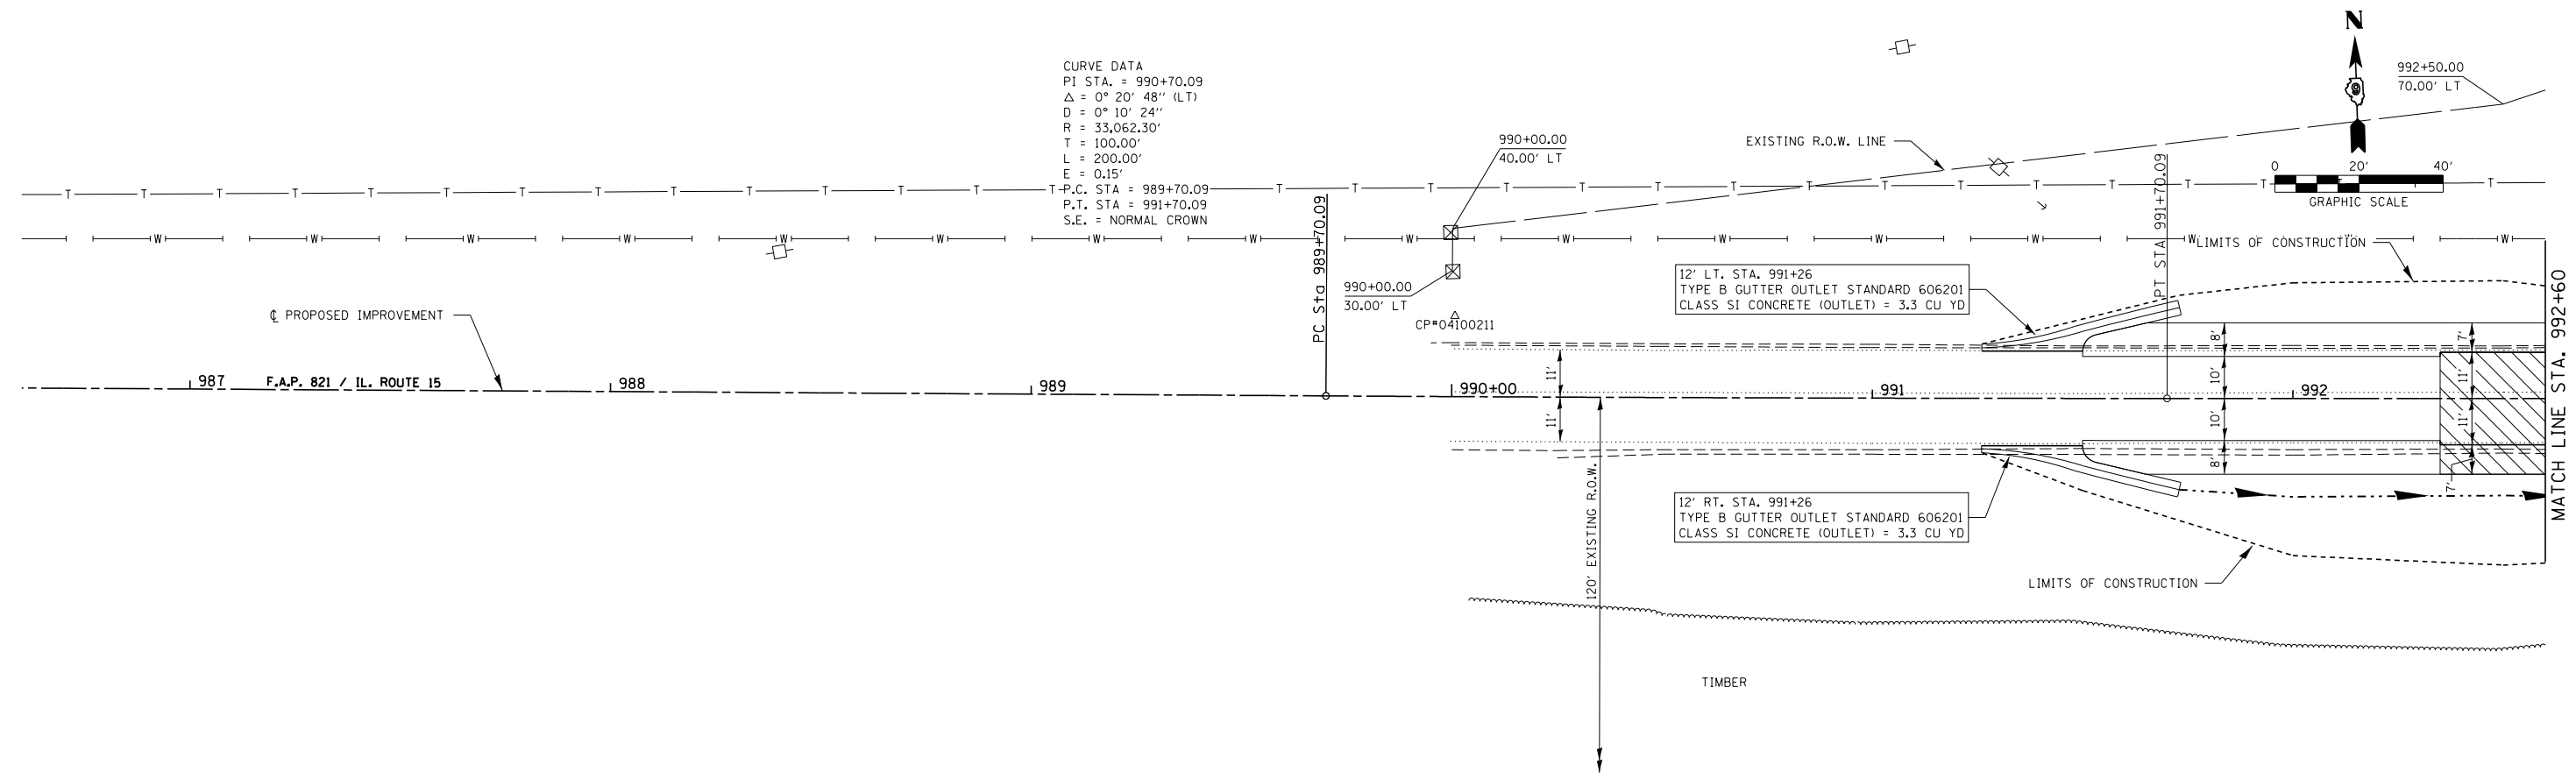 N
CURVE DATA
PI STA. = 990+70.09
△ = 0° 20' 48'' (LT)
D = 0° 10' 24''
R = 33,062.30'
T = 100.00'
L = 200.00'
E = 0.15'
P.C. STA = 989+70.09
P.T. STA = 991+70.09
S.E. = NORMAL CROWN
992+50.00
70.00' LT
990+00.00
40.00' LT
EXISTING R.O.W. LINE
0 20' 40'
GRAPHIC SCALE
T T T T T T T T T T T T T T T T T T T T T T T T T T T T T T T
W W W W W W W W W W W W W W W W
PC Sta 989+70.09
PT STA 991+70.09
LIMITS OF CONSTRUCTION
990+00.00
30.00' LT
CP#04100211
12' LT. STA. 991+26
TYPE B GUTTER OUTLET STANDARD 606201
CLASS SI CONCRETE (OUTLET) = 3.3 CU YD
℄ PROPOSED IMPROVEMENT
987 F.A.P. 821 / IL. ROUTE 15 988 989 990+00 991 992
11'
11'
8'
10'
10'
8'
7'
11'
11'
7'
MATCH LINE STA. 992+60
12' RT. STA. 991+26
TYPE B GUTTER OUTLET STANDARD 606201
CLASS SI CONCRETE (OUTLET) = 3.3 CU YD
120' EXISTING R.O.W.
LIMITS OF CONSTRUCTION
TIMBER